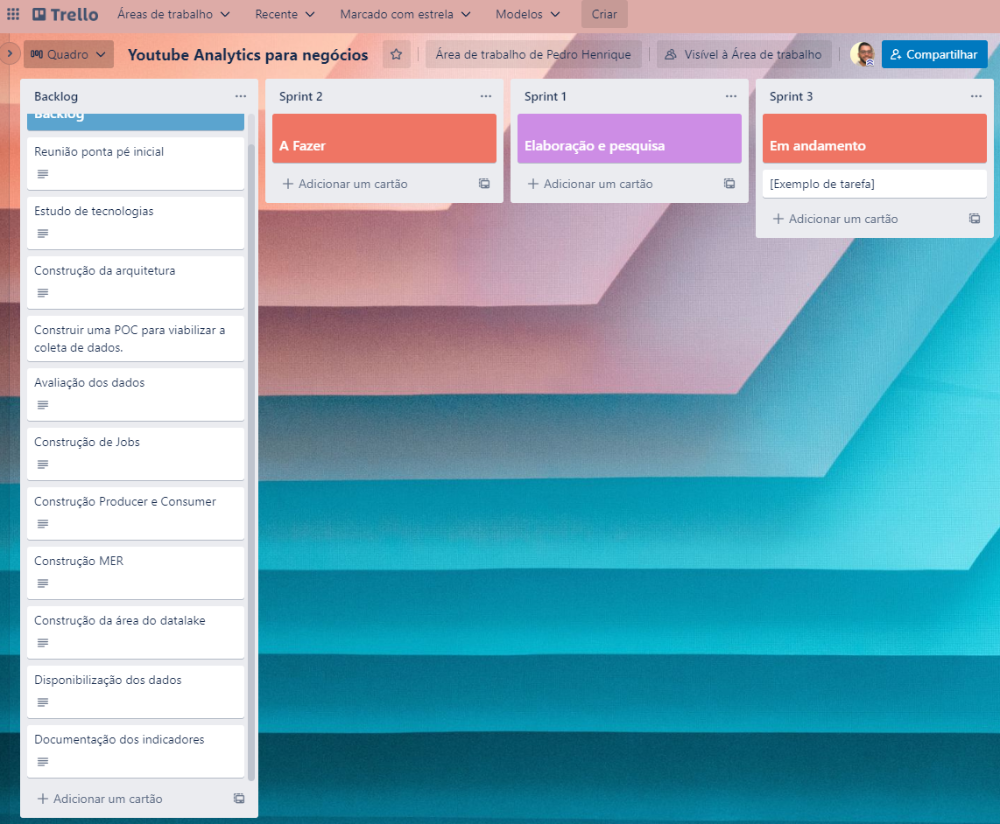 Trello
Áreas de trabalho
Recente
Marcado com estrela
Modelos
Criar
Quadro
Youtube Analytics para negócios
Área de trabalho de Pedro Henrique
Visível à Área de trabalho
Compartilhar
Backlog
Backlog
Reunião ponta pé inicial
Estudo de tecnologias
Construção da arquitetura
Construir uma POC para viabilizar a
coleta de dados.
Avaliação dos dados
Construção de Jobs
Construção Producer e Consumer
Construção MER
Construção da área do datalake
Disponibilização dos dados
Documentação dos indicadores
Adicionar um cartão
Sprint 2
A Fazer
Adicionar um cartão
Sprint 1
Elaboração e pesquisa
Adicionar um cartão
Sprint 3
Em andamento
[Exemplo de tarefa]
Adicionar um cartão